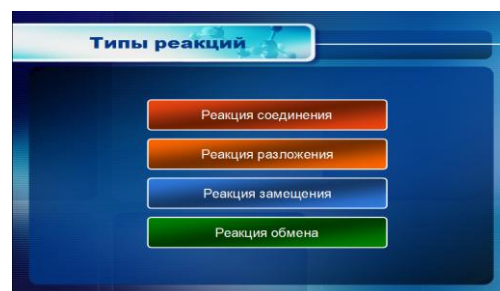 Типы реакций
Реакция соединения
Реакция разложения
Реакция замещения
Реакция обмена